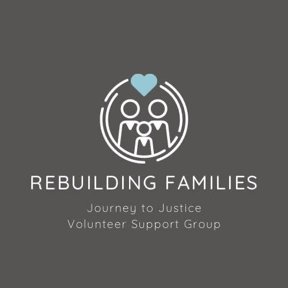 REBUILDING FAMILIES
Journey to Justice
Volunteer Support Group